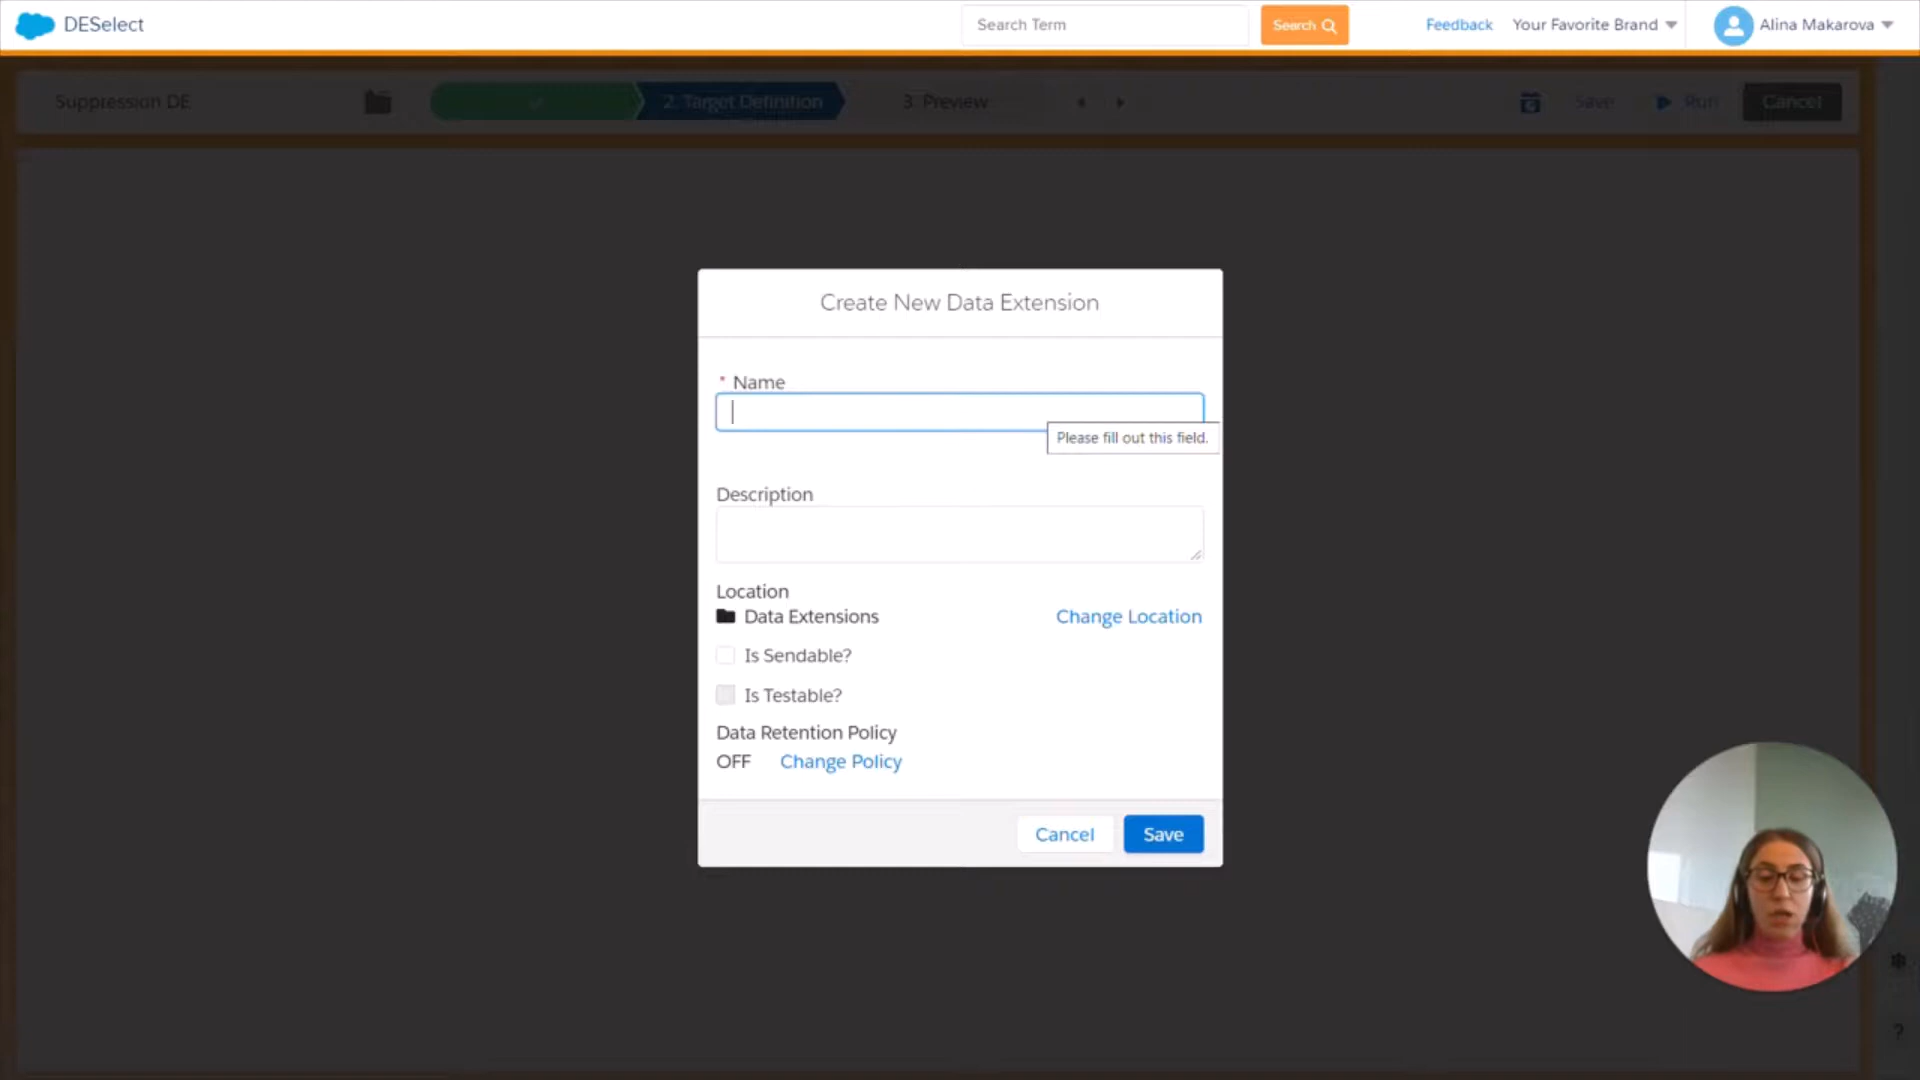 DESelect
Search Term
Search
Feedback
Your Favorite Brand
Alina Makarova
Suppression DE
2. Target Definition
3. Preview
Save
Run
Cancel
Create New Data Extension
* Name
Please fill out this field.
Description
Location
Data Extensions
Change Location
Is Sendable?
Is Testable?
Data Retention Policy
OFF
Change Policy
Cancel
Save
?